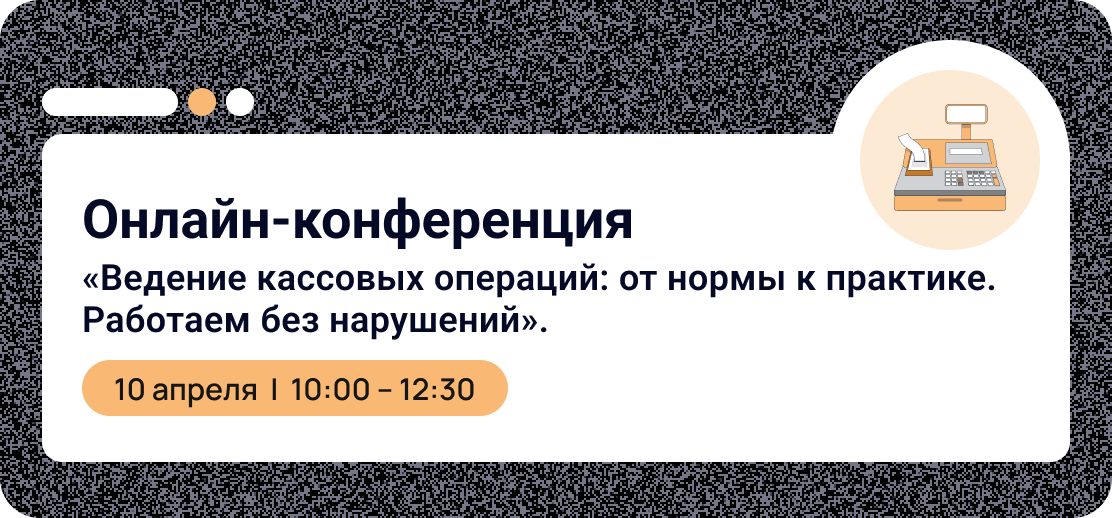 Онлайн-конференция
«Ведение кассовых операций: от нормы к практике.
Работаем без нарушений».
10 апреля | 10:00 – 12:30